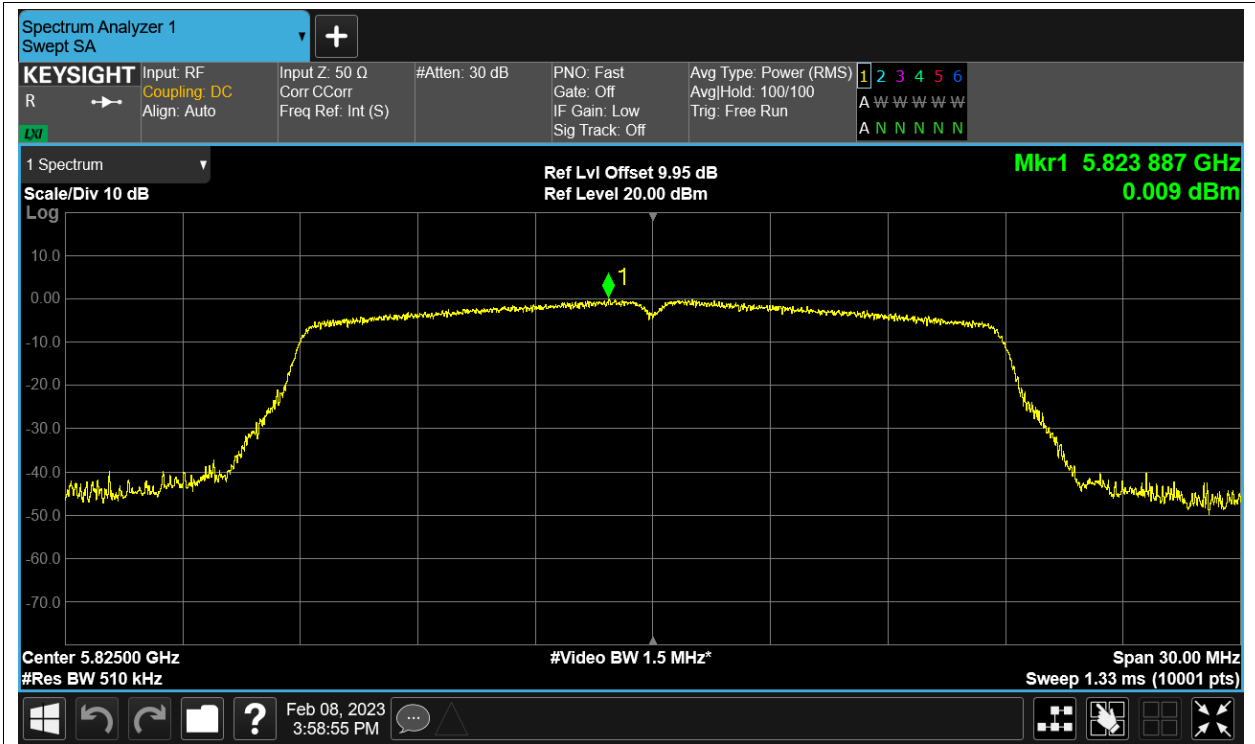 Spectrum Analyzer 1
Swept SA
KEYSIGHT
R
LXI
Input: RF
Coupling: DC
Align: Auto
Input Z: 50 Ω
Corr CCorr
Freq Ref: Int (S)
#Atten: 30 dB
PNO: Fast
Gate: Off
IF Gain: Low
Sig Track: Off
Avg Type: Power (RMS)
Avg|Hold: 100/100
Trig: Free Run
1 2 3 4 5 6
A W W W W W
A N N N N N
1 Spectrum
Scale/Div 10 dB
Log
Ref Lvl Offset 9.95 dB
Ref Level 20.00 dBm
Mkr1 5.823 887 GHz
0.009 dBm
1
10.0
0.00
-10.0
-20.0
-30.0
-40.0
-50.0
-60.0
-70.0
Center 5.82500 GHz
#Res BW 510 kHz
#Video BW 1.5 MHz*
Span 30.00 MHz
Sweep 1.33 ms (10001 pts)
?
Feb 08, 2023
3:58:55 PM